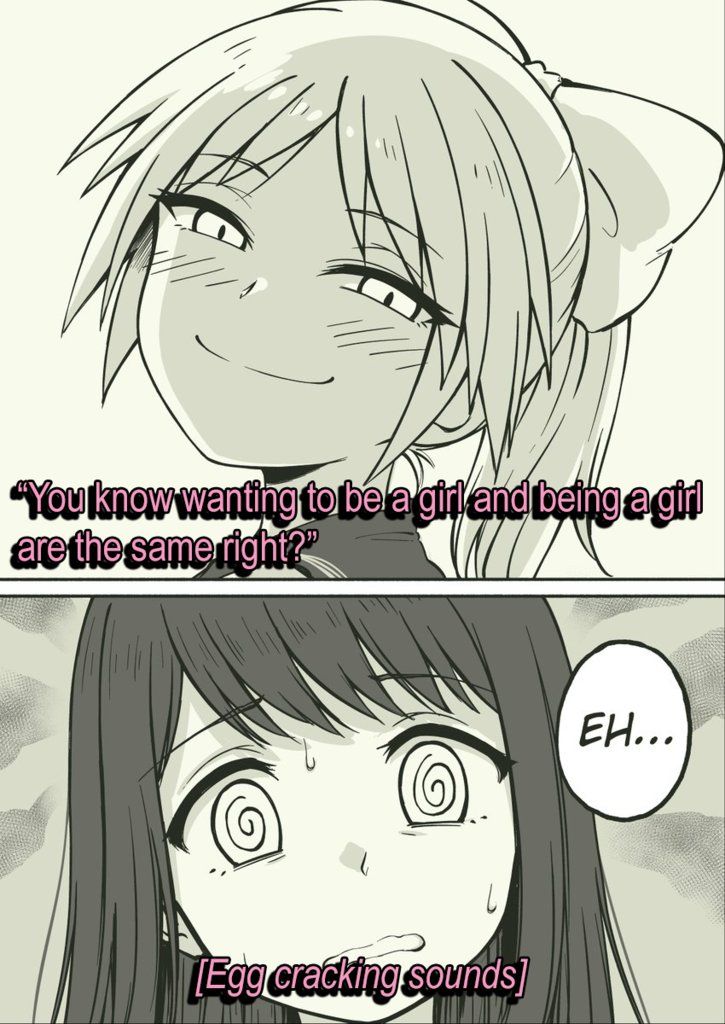 “You know wanting to be a girl and being a girl
are the same right?”
EH...
[Egg cracking sounds]